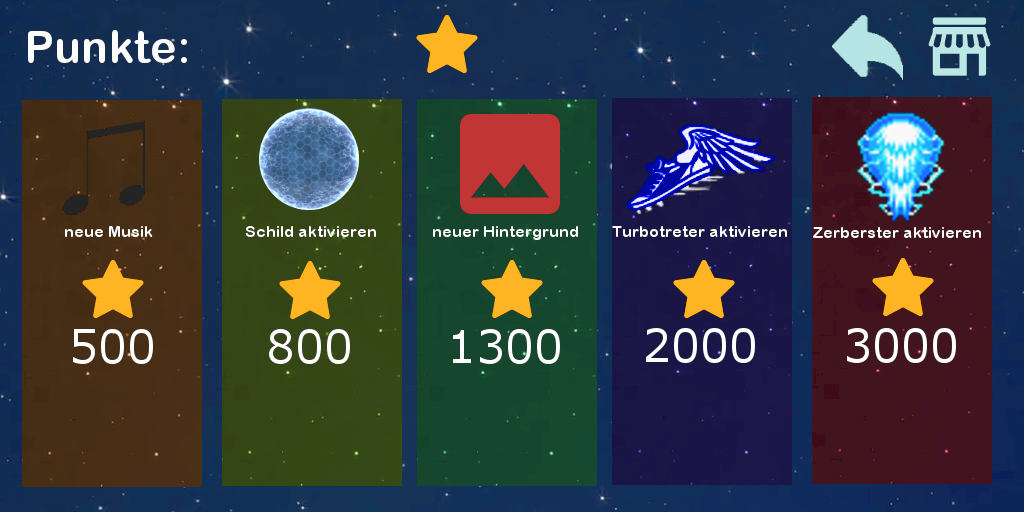 Punkte:
neue Musik
500
Schild aktivieren
800
neuer Hintergrund
1300
Turbotreter aktivieren
2000
Zerberster aktivieren
3000